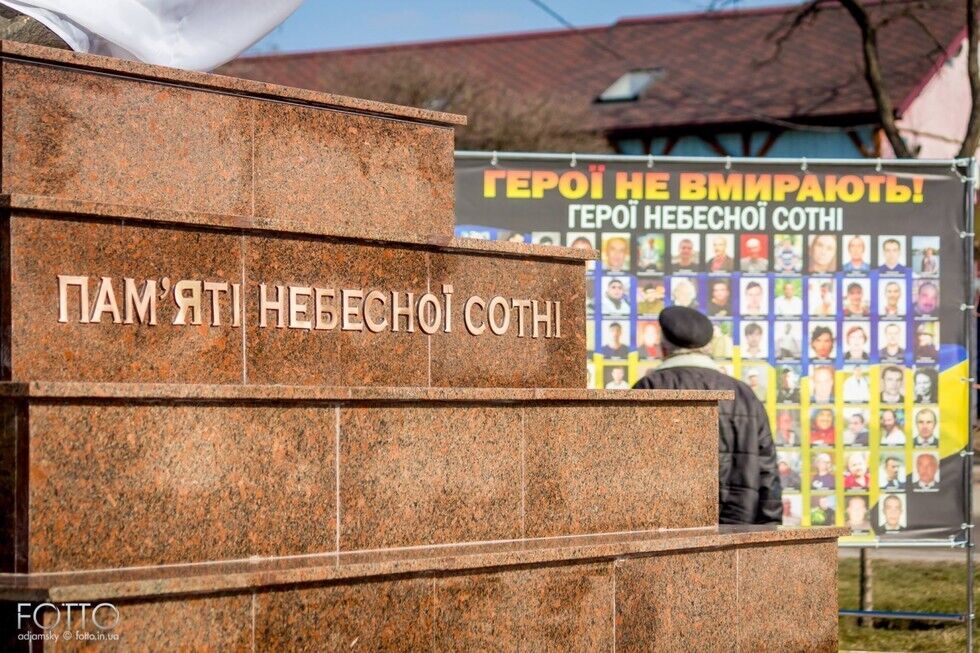 ГЕРОЇ НЕ ВМИРАЮТЬ!
ГЕРОЇ НЕБЕСНОЇ СОТНІ
ПАМ’ЯТІ НЕБЕСНОЇ СОТНІ
FOTTO
adjamsky © fotto.in.ua